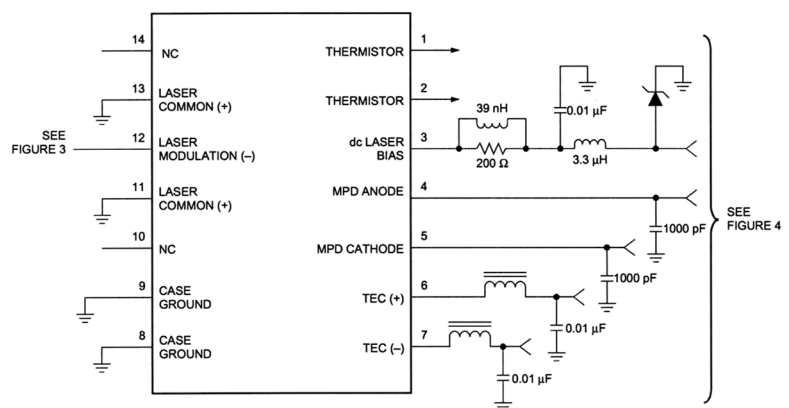 14
NC
13
LASER
COMMON (+)
SEE
FIGURE 3
12
LASER
MODULATION (–)
11
LASER
COMMON (+)
10
NC
9
CASE
GROUND
8
CASE
GROUND
THERMISTOR
1
THERMISTOR
2
dc LASER
BIAS
3
39 nH
200 Ω
0.01 µF
3.3 µH
MPD ANODE
4
1000 pF
MPD CATHODE
5
1000 pF
TEC (+)
6
0.01 µF
TEC (–)
7
0.01 µF
SEE
FIGURE 4